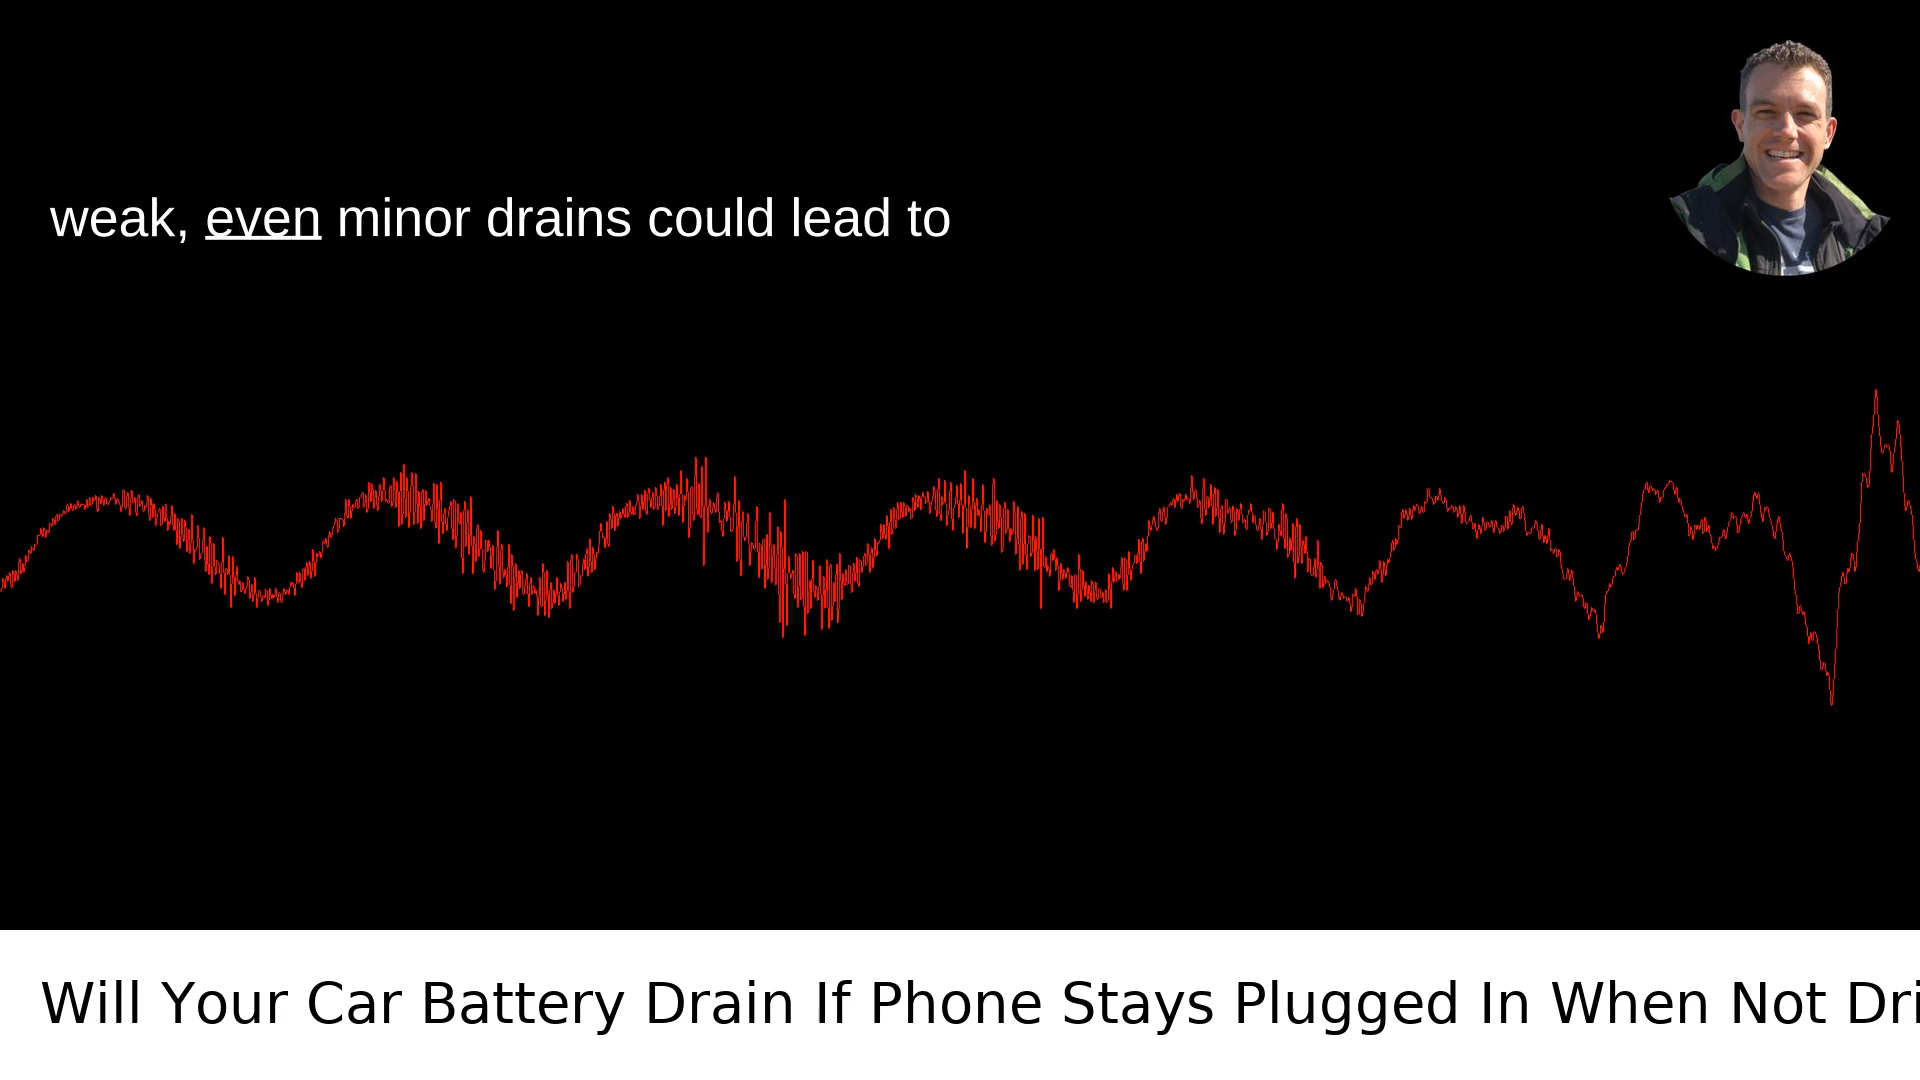 weak, even minor drains could lead to
Will Your Car Battery Drain If Phone Stays Plugged In When Not Dri